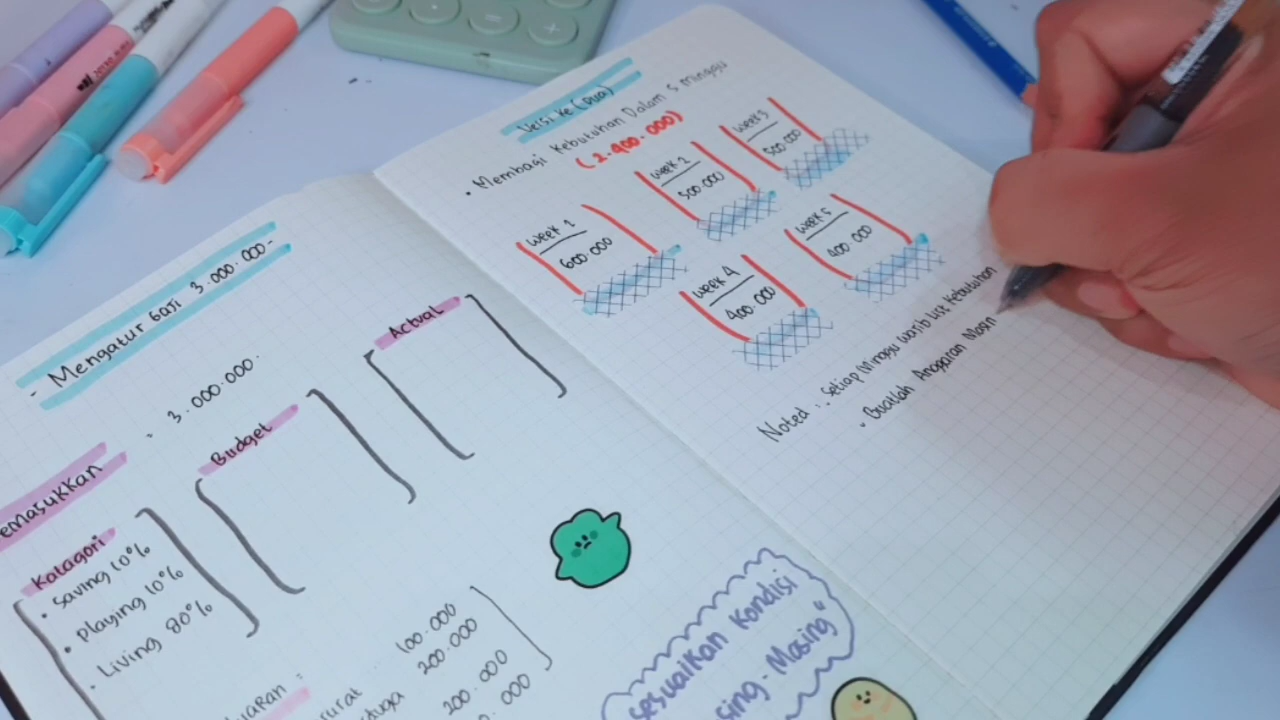 - Mengatur Gaji 3.000.000-
: 3.000.000.
emasukkan
Katagori
• Saving 10%
• Playing 10%
• Living 80%
Budget
Actual
100.000
200.000
200.000
000
Sesuaikan Kondisi
sing-Masing"
Versi Ke (Dua)
• Membagi Kebutuhan Dalam 5 Minggu
(2.400.000)
Week 1
600.000
Week 2
500.000
Week 3
500.000
Week 4
400.000
Week 5
400.000
Noted : • Setiap Minggu Wajib List Kebutuhan
• Buatlah Anggaran Masin